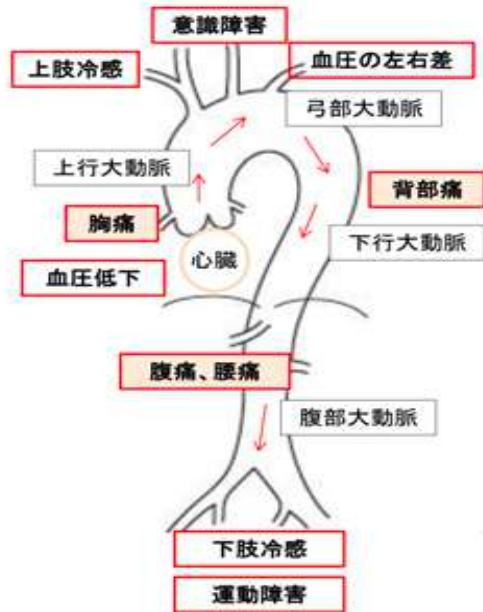 意識障害
上肢冷感
血圧の左右差
弓部大動脈
上行大動脈
背部痛
胸痛
下行大動脈
心臓
血圧低下
腹痛、腰痛
腹部大動脈
下肢冷感
運動障害